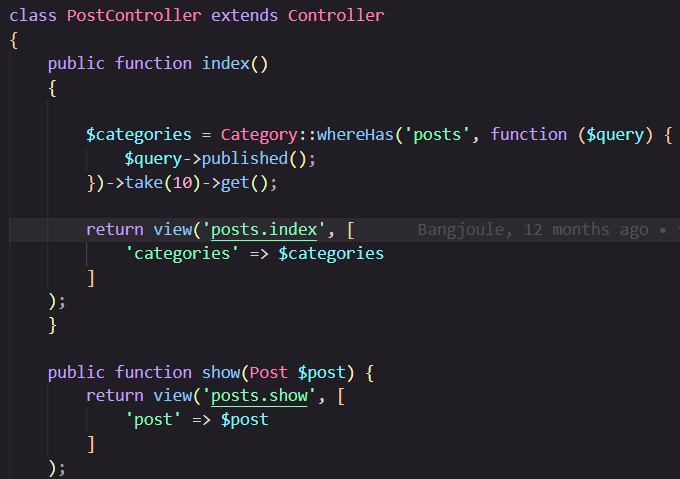 class PostController extends Controller
{
    public function index()
    {

        $categories = Category::whereHas('posts', function ($query) {
            $query->published();
        })->take(10)->get();

        return view('posts.index', [        Bangjoule, 12 months ago •
            'categories' => $categories
        ]
    );
    }

    public function show(Post $post) {
        return view('posts.show', [
            'post' => $post
        ]
    );